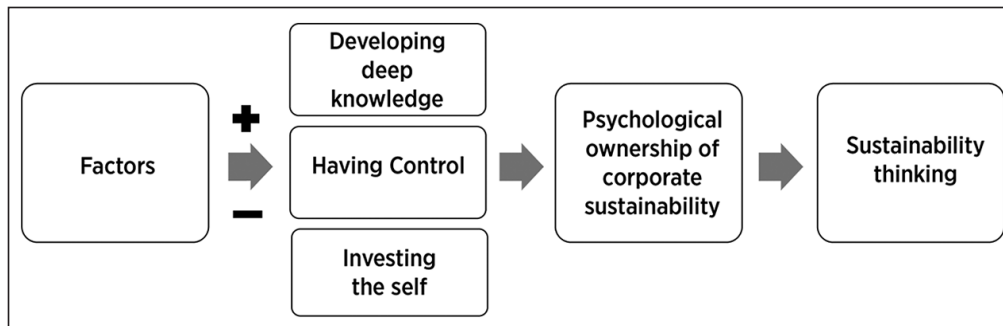 Factors
+
−
Developing
deep
knowledge
Having Control
Investing
the self
Psychological
ownership of
corporate
sustainability
Sustainability
thinking